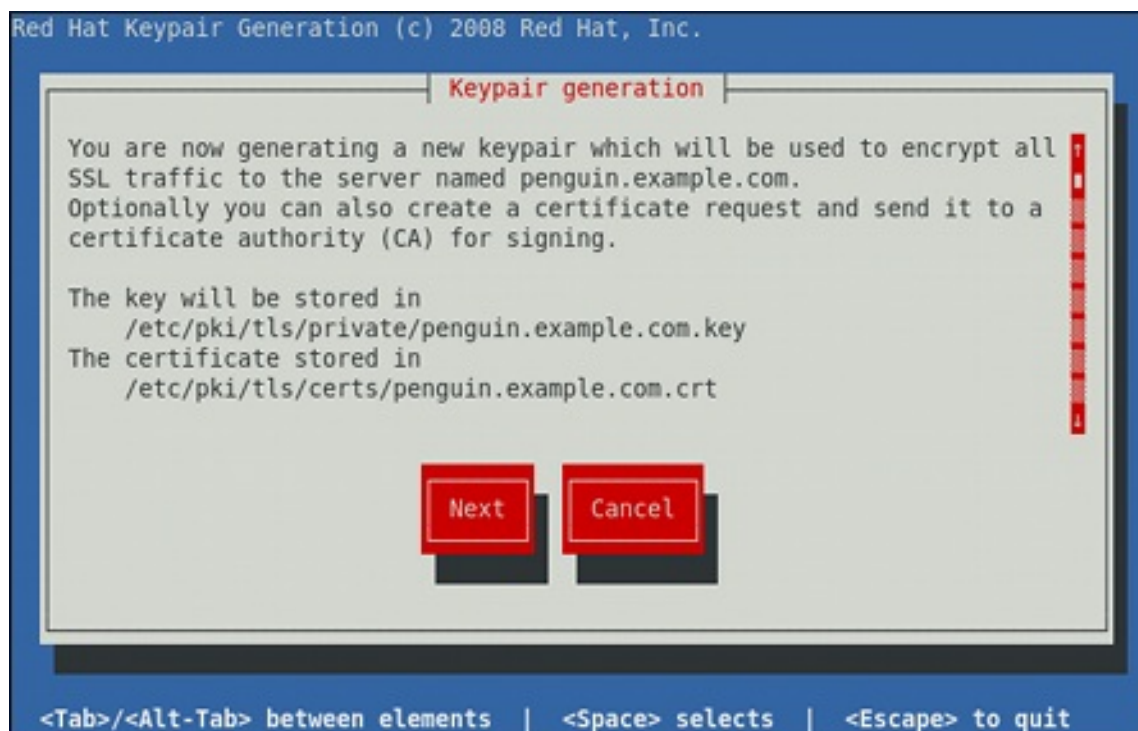 Red Hat Keypair Generation (c) 2008 Red Hat, Inc.
Keypair generation
You are now generating a new keypair which will be used to encrypt all
SSL traffic to the server named penguin.example.com.
Optionally you can also create a certificate request and send it to a
certificate authority (CA) for signing.
The key will be stored in
/etc/pki/tls/private/penguin.example.com.key
The certificate stored in
/etc/pki/tls/certs/penguin.example.com.crt
Next Cancel
<Tab>/<Alt-Tab> between elements | <Space> selects | <Escape> to quit